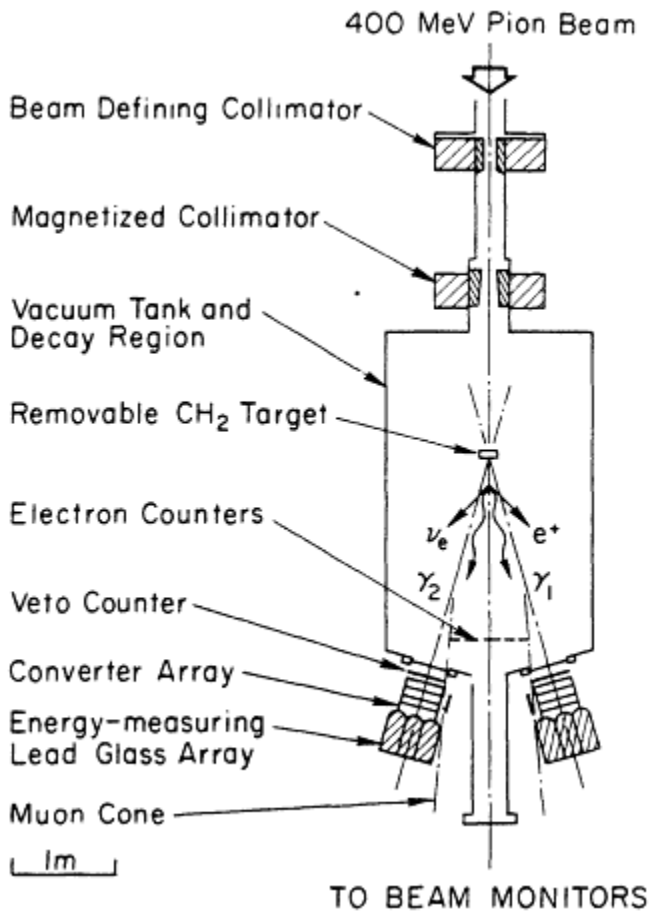 400 MeV Pion Beam
Beam Defining Collimator
Magnetized Collimator
Vacuum Tank and
Decay Region
Removable CH₂ Target
Electron Counters
νₑ
e⁺
γ₂
γ₁
Veto Counter
Converter Array
Energy-measuring
Lead Glass Array
Muon Cone
1m
TO BEAM MONITORS